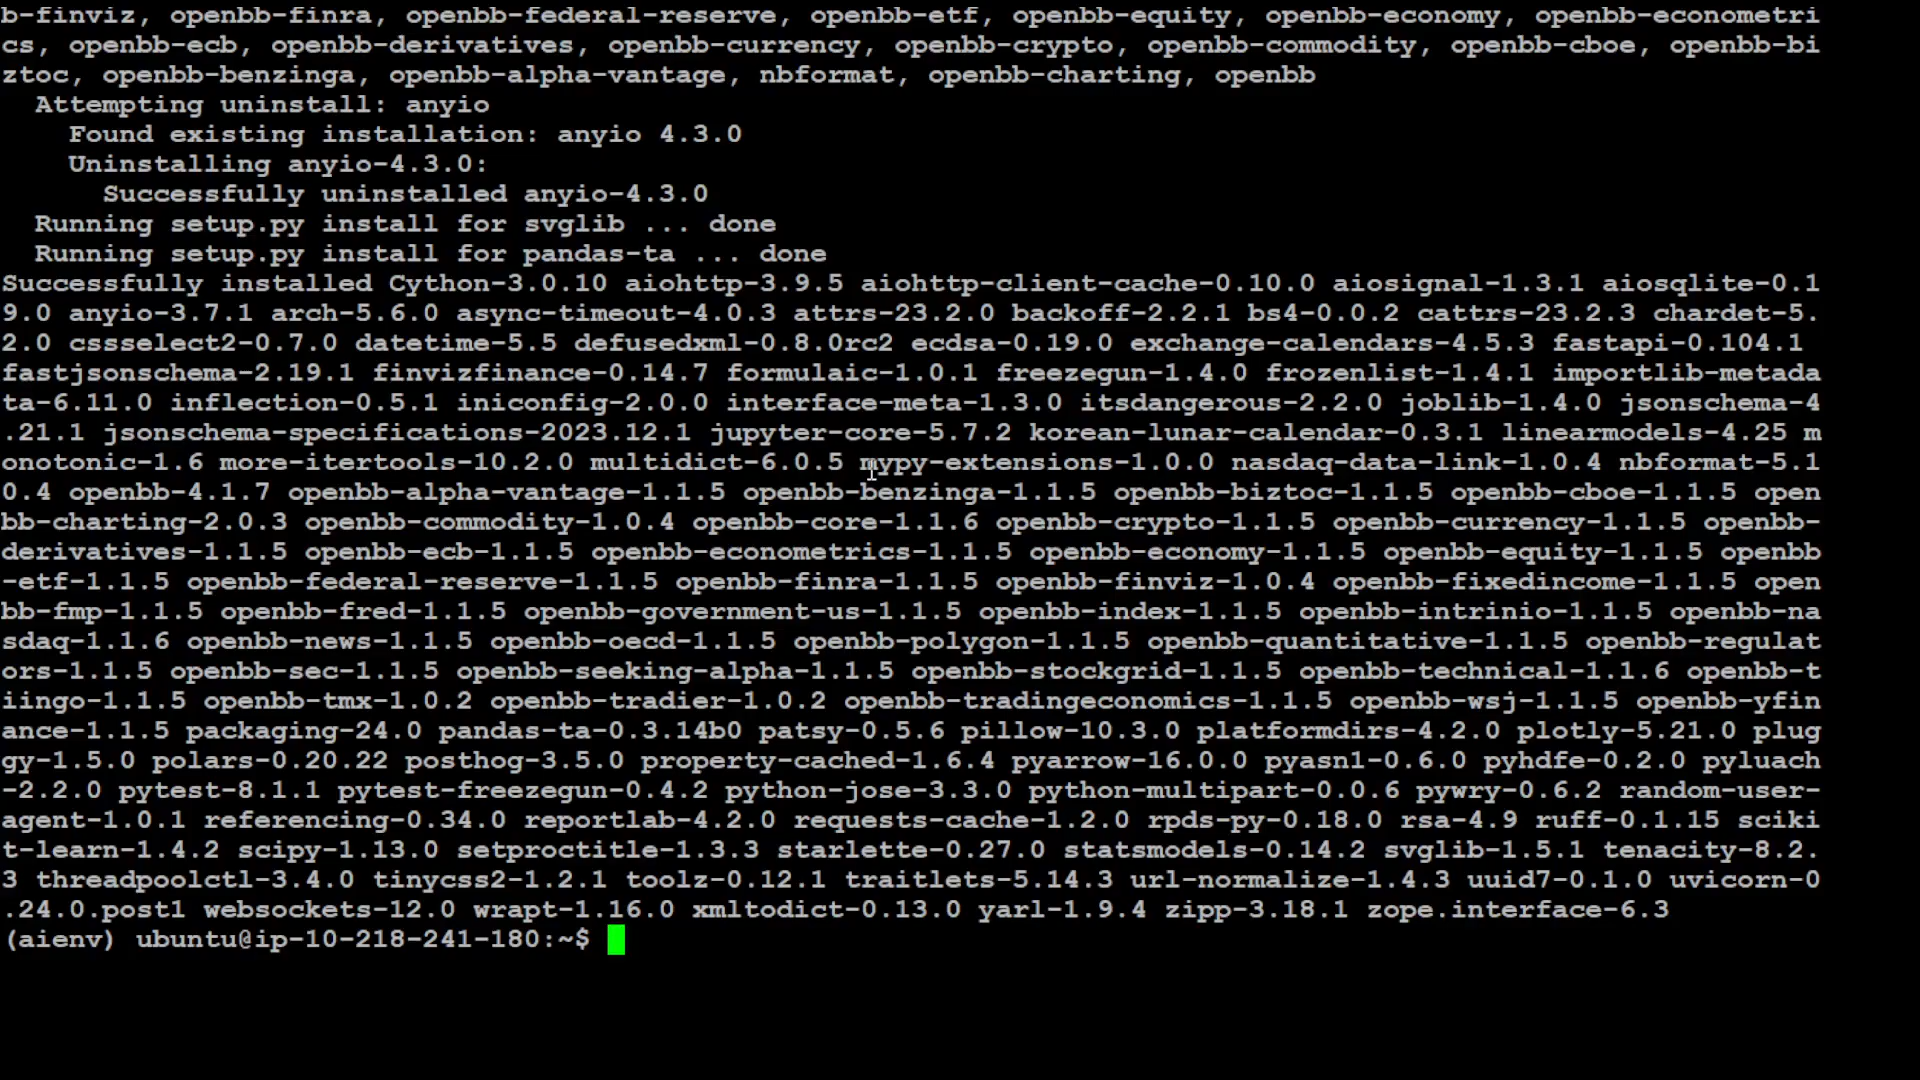 b-finviz, openbb-finra, openbb-federal-reserve, openbb-etf, openbb-equity, openbb-economy, openbb-econometri
cs, openbb-ecb, openbb-derivatives, openbb-currency, openbb-crypto, openbb-commodity, openbb-cboe, openbb-bi
ztoc, openbb-benzinga, openbb-alpha-vantage, nbformat, openbb-charting, openbb
  Attempting uninstall: anyio
    Found existing installation: anyio 4.3.0
    Uninstalling anyio-4.3.0:
      Successfully uninstalled anyio-4.3.0
  Running setup.py install for svglib ... done
  Running setup.py install for pandas-ta ... done
Successfully installed Cython-3.0.10 aiohttp-3.9.5 aiohttp-client-cache-0.10.0 aiosignal-1.3.1 aiosqlite-0.1
9.0 anyio-3.7.1 arch-5.6.0 async-timeout-4.0.3 attrs-23.2.0 backoff-2.2.1 bs4-0.0.2 cattrs-23.2.3 chardet-5.
2.0 cssselect2-0.7.0 datetime-5.5 defusedxml-0.8.0rc2 ecdsa-0.19.0 exchange-calendars-4.5.3 fastapi-0.104.1
fastjsonschema-2.19.1 finvizfinance-0.14.7 formulaic-1.0.1 freezegun-1.4.0 frozenlist-1.4.1 importlib-metada
ta-6.11.0 inflection-0.5.1 iniconfig-2.0.0 interface-meta-1.3.0 itsdangerous-2.2.0 joblib-1.4.0 jsonschema-4
.21.1 jsonschema-specifications-2023.12.1 jupyter-core-5.7.2 korean-lunar-calendar-0.3.1 linearmodels-4.25 m
onotonic-1.6 more-itertools-10.2.0 multidict-6.0.5 mypy-extensions-1.0.0 nasdaq-data-link-1.0.4 nbformat-5.1
0.4 openbb-4.1.7 openbb-alpha-vantage-1.1.5 openbb-benzinga-1.1.5 openbb-biztoc-1.1.5 openbb-cboe-1.1.5 open
bb-charting-2.0.3 openbb-commodity-1.0.4 openbb-core-1.1.6 openbb-crypto-1.1.5 openbb-currency-1.1.5 openbb-
derivatives-1.1.5 openbb-ecb-1.1.5 openbb-econometrics-1.1.5 openbb-economy-1.1.5 openbb-equity-1.1.5 openbb
-etf-1.1.5 openbb-federal-reserve-1.1.5 openbb-finra-1.1.5 openbb-finviz-1.0.4 openbb-fixedincome-1.1.5 open
bb-fmp-1.1.5 openbb-fred-1.1.5 openbb-government-us-1.1.5 openbb-index-1.1.5 openbb-intrinio-1.1.5 openbb-na
sdaq-1.1.6 openbb-news-1.1.5 openbb-oecd-1.1.5 openbb-polygon-1.1.5 openbb-quantitative-1.1.5 openbb-regulat
ors-1.1.5 openbb-sec-1.1.5 openbb-seeking-alpha-1.1.5 openbb-stockgrid-1.1.5 openbb-technical-1.1.6 openbb-t
iingo-1.1.5 openbb-tmx-1.0.2 openbb-tradier-1.0.2 openbb-tradingeconomics-1.1.5 openbb-wsj-1.1.5 openbb-yfin
ance-1.1.5 packaging-24.0 pandas-ta-0.3.14b0 patsy-0.5.6 pillow-10.3.0 platformdirs-4.2.0 plotly-5.21.0 plug
gy-1.5.0 polars-0.20.22 posthog-3.5.0 property-cached-1.6.4 pyarrow-16.0.0 pyasn1-0.6.0 pyhdfe-0.2.0 pyluach
-2.2.0 pytest-8.1.1 pytest-freezegun-0.4.2 python-jose-3.3.0 python-multipart-0.0.6 pywry-0.6.2 random-user-
agent-1.0.1 referencing-0.34.0 reportlab-4.2.0 requests-cache-1.2.0 rpds-py-0.18.0 rsa-4.9 ruff-0.1.15 sciki
t-learn-1.4.2 scipy-1.13.0 setproctitle-1.3.3 starlette-0.27.0 statsmodels-0.14.2 svglib-1.5.1 tenacity-8.2.
3 threadpoolctl-3.4.0 tinycss2-1.2.1 toolz-0.12.1 traitlets-5.14.3 url-normalize-1.4.3 uuid7-0.1.0 uvicorn-0
.24.0.post1 websockets-12.0 wrapt-1.16.0 xmltodict-0.13.0 yarl-1.9.4 zipp-3.18.1 zope.interface-6.3
(aienv) ubuntu@ip-10-218-241-180:~$